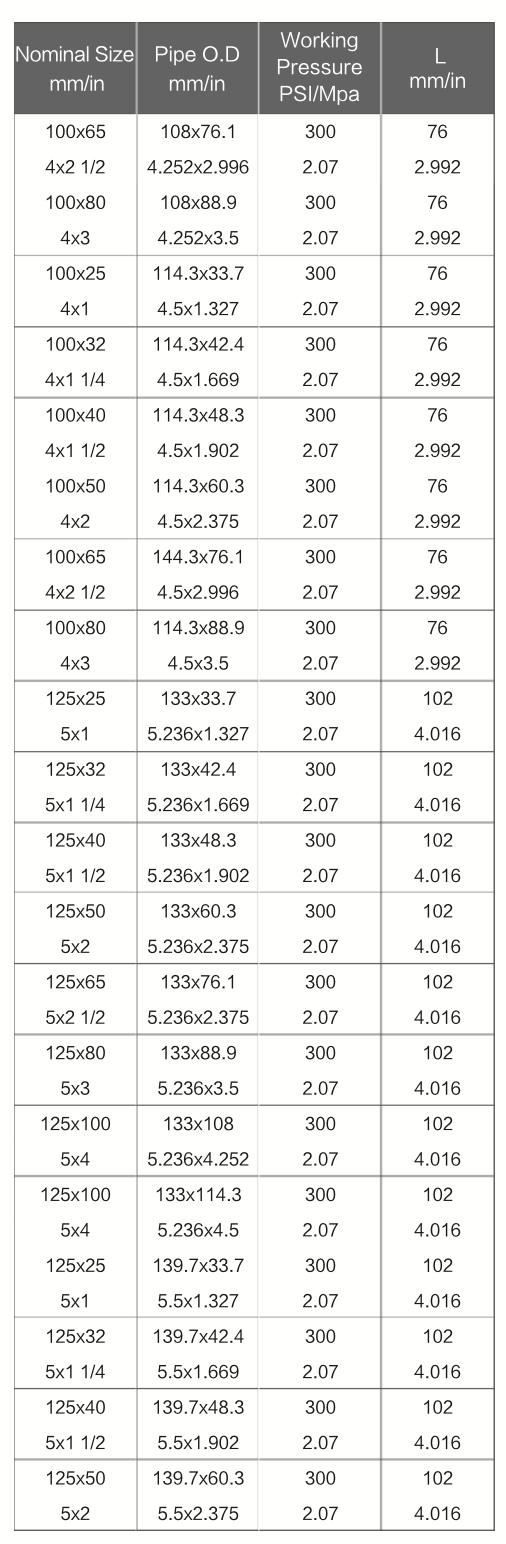 Nominal Size mm/in Pipe O.D mm/in Working Pressure PSI/Mpa L mm/in
100x65 108x76.1 300 76
4x2 1/2 4.252x2.996 2.07 2.992
100x80 108x88.9 300 76
4x3 4.252x3.5 2.07 2.992
100x25 114.3x33.7 300 76
4x1 4.5x1.327 2.07 2.992
100x32 114.3x42.4 300 76
4x1 1/4 4.5x1.669 2.07 2.992
100x40 114.3x48.3 300 76
4x1 1/2 4.5x1.902 2.07 2.992
100x50 114.3x60.3 300 76
4x2 4.5x2.375 2.07 2.992
100x65 144.3x76.1 300 76
4x2 1/2 4.5x2.996 2.07 2.992
100x80 114.3x88.9 300 76
4x3 4.5x3.5 2.07 2.992
125x25 133x33.7 300 102
5x1 5.236x1.327 2.07 4.016
125x32 133x42.4 300 102
5x1 1/4 5.236x1.669 2.07 4.016
125x40 133x48.3 300 102
5x1 1/2 5.236x1.902 2.07 4.016
125x50 133x60.3 300 102
5x2 5.236x2.375 2.07 4.016
125x65 133x76.1 300 102
5x2 1/2 5.236x2.375 2.07 4.016
125x80 133x88.9 300 102
5x3 5.236x3.5 2.07 4.016
125x100 133x108 300 102
5x4 5.236x4.252 2.07 4.016
125x100 133x114.3 300 102
5x4 5.236x4.5 2.07 4.016
125x25 139.7x33.7 300 102
5x1 5.5x1.327 2.07 4.016
125x32 139.7x42.4 300 102
5x1 1/4 5.5x1.669 2.07 4.016
125x40 139.7x48.3 300 102
5x1 1/2 5.5x1.902 2.07 4.016
125x50 139.7x60.3 300 102
5x2 5.5x2.375 2.07 4.016